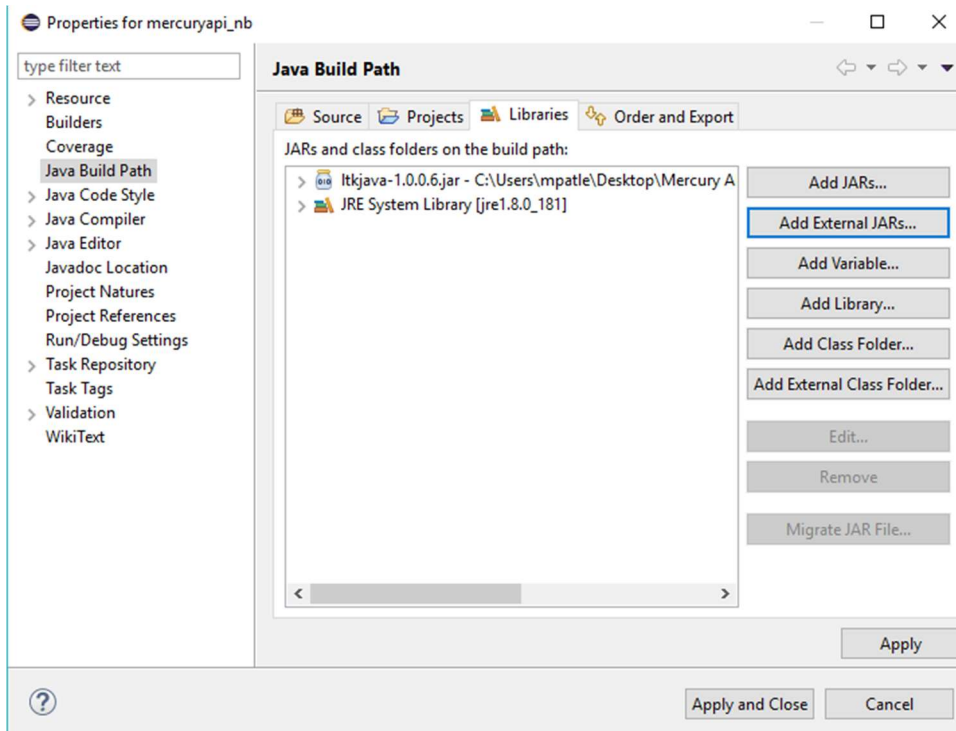 Properties for mercuryapi_nb
type filter text
Resource
Builders
Coverage
Java Build Path
Java Code Style
Java Compiler
Java Editor
Javadoc Location
Project Natures
Project References
Run/Debug Settings
Task Repository
Task Tags
Validation
WikiText
Java Build Path
Source Projects Libraries Order and Export
JARs and class folders on the build path:
ltkjava-1.0.0.6.jar - C:\Users\mpatle\Desktop\Mercury A
JRE System Library [jre1.8.0_181]
Add JARs...
Add External JARs...
Add Variable...
Add Library...
Add Class Folder...
Add External Class Folder...
Edit...
Remove
Migrate JAR File...
Apply
Apply and Close Cancel